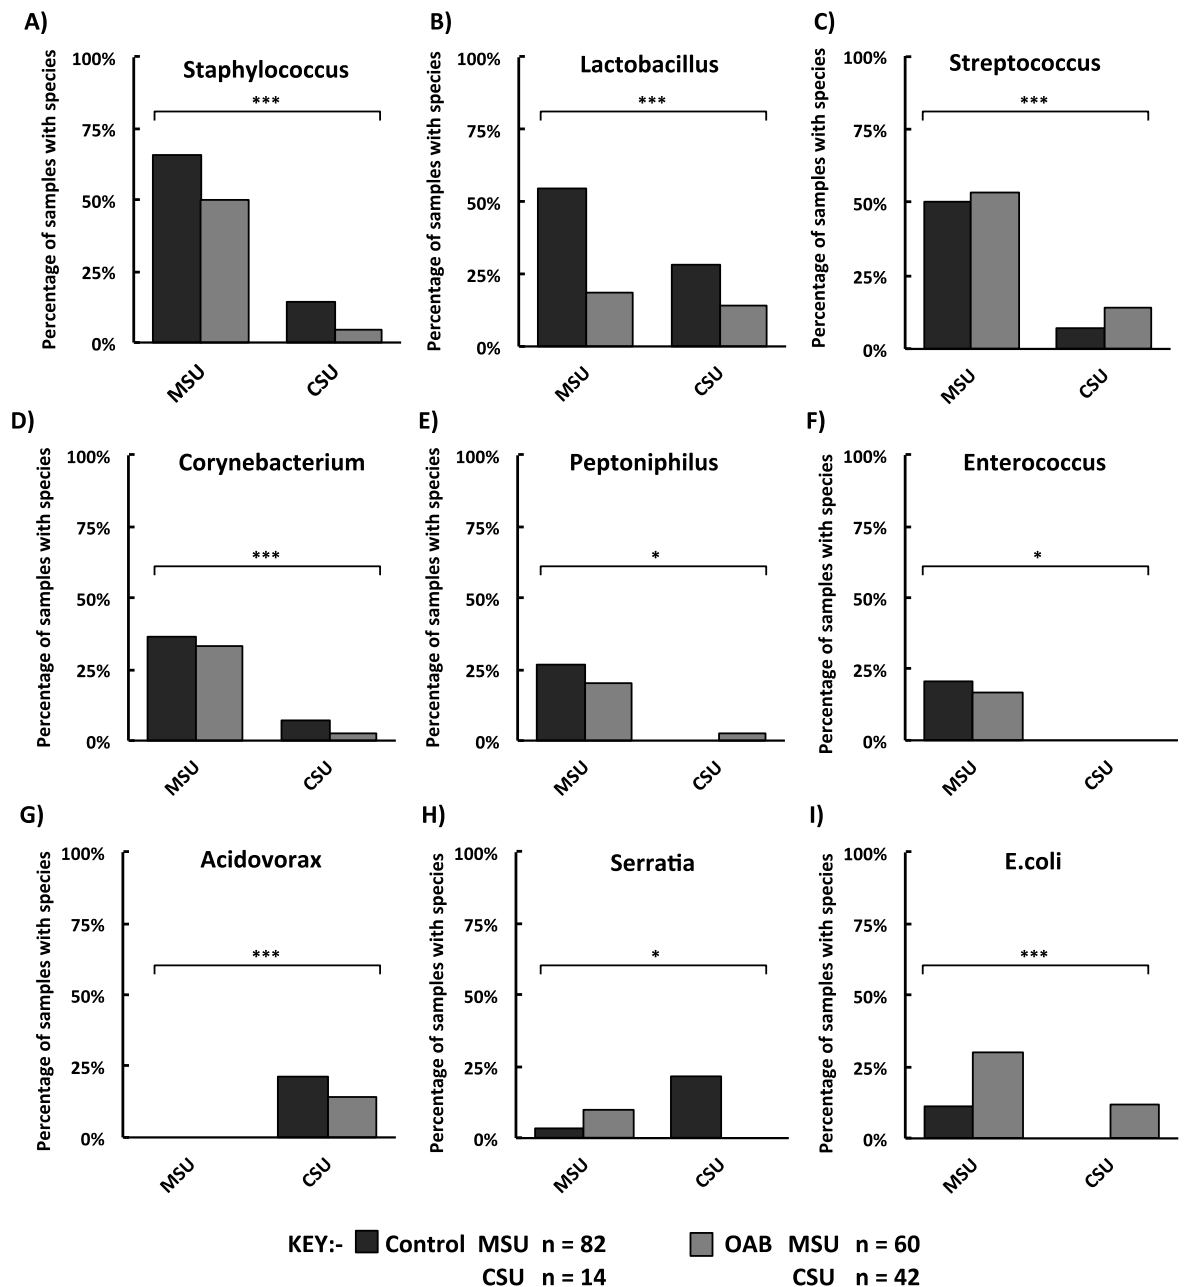 A)
Staphylococcus
Percentage of samples with species
100%
75%
50%
25%
0%
***
MSU
CSU
B)
Lactobacillus
Percentage of samples with species
100%
75%
50%
25%
0%
***
MSU
CSU
C)
Streptococcus
Percentage of samples with species
100%
75%
50%
25%
0%
***
MSU
CSU
D)
Corynebacterium
Percentage of samples with species
100%
75%
50%
25%
0%
***
MSU
CSU
E)
Peptoniphilus
Percentage of samples with species
100%
75%
50%
25%
0%
*
MSU
CSU
F)
Enterococcus
Percentage of samples with species
100%
75%
50%
25%
0%
*
MSU
CSU
G)
Acidovorax
Percentage of samples with species
100%
75%
50%
25%
0%
***
MSU
CSU
H)
Serratia
Percentage of samples with species
100%
75%
50%
25%
0%
*
MSU
CSU
I)
E.coli
Percentage of samples with species
100%
75%
50%
25%
0%
***
MSU
CSU
KEY:- Control MSU n = 82 OAB MSU n = 60
CSU n = 14 CSU n = 42